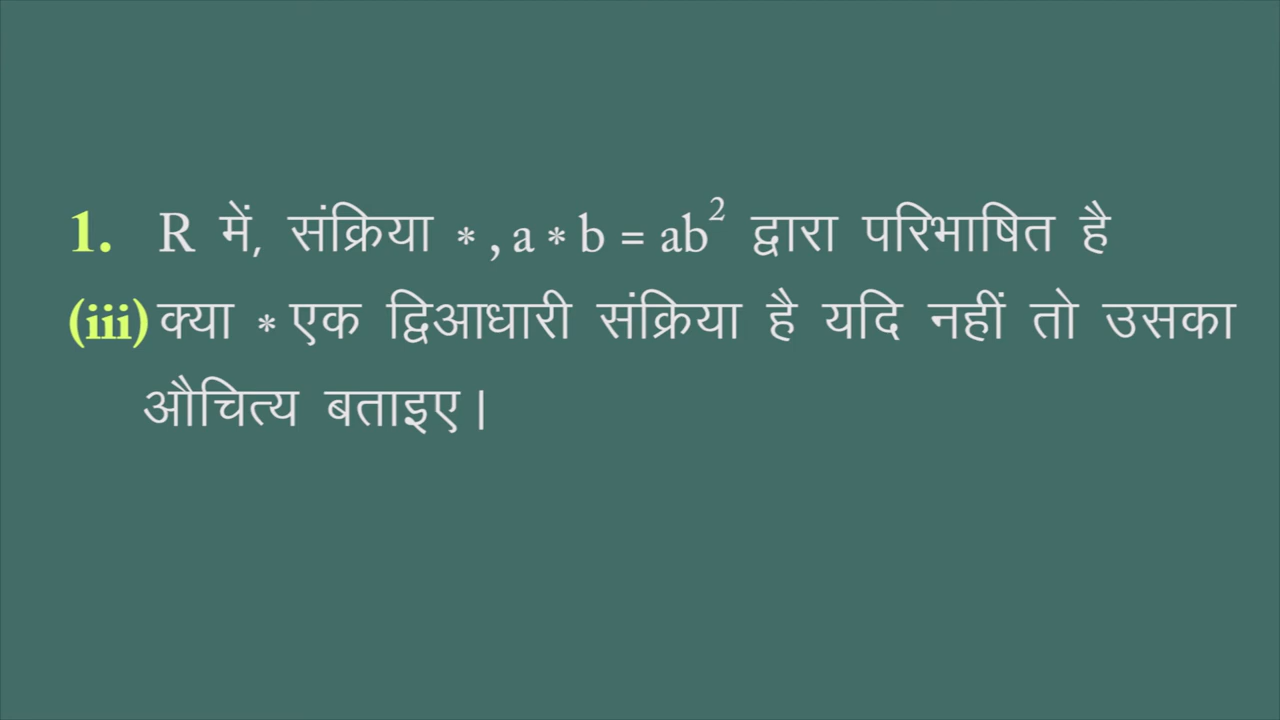 1. R में, संक्रिया *, a * b = ab² द्वारा परिभाषित है
(iii) क्या * एक द्विआधारी संक्रिया है यदि नहीं तो उसका
औचित्य बताइए।